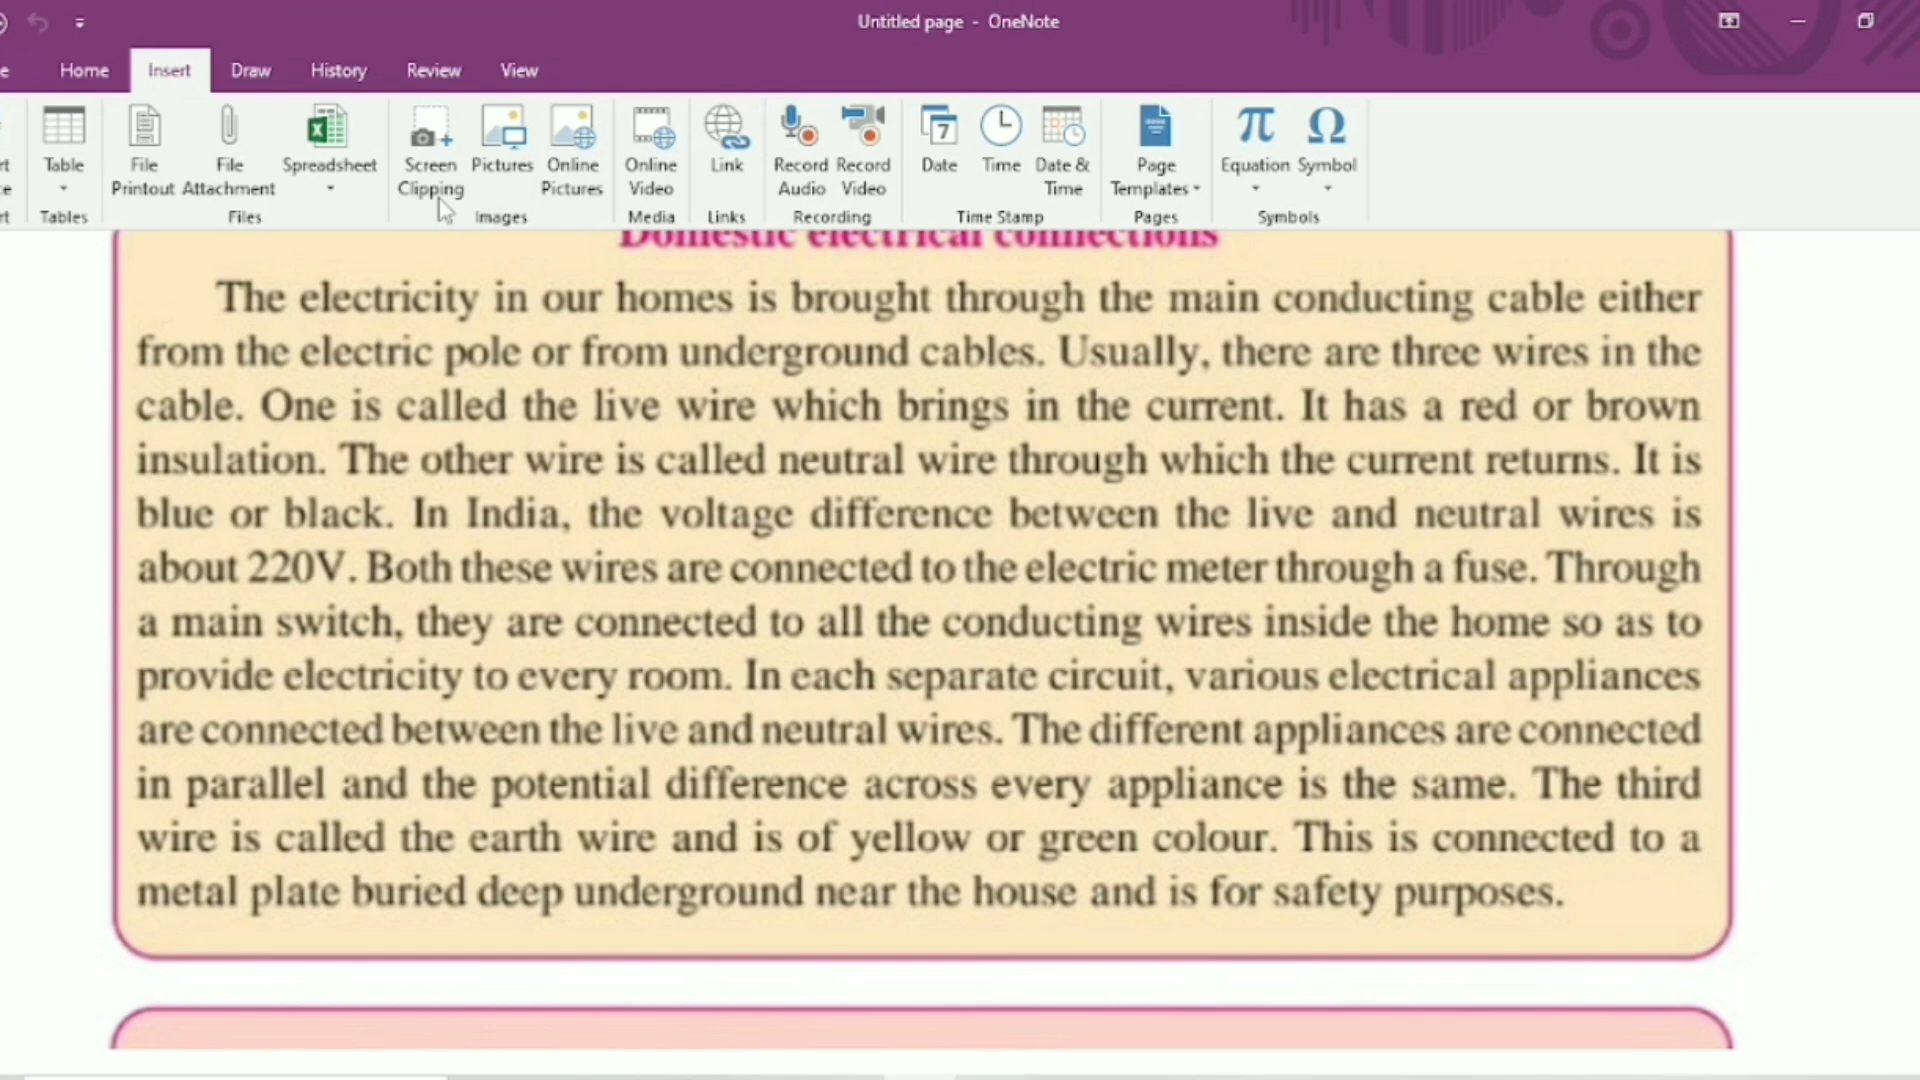 Untitled page - OneNote
Home Insert Draw History Review View
Table File Printout File Attachment Spreadsheet Screen Clipping Pictures Online Pictures Online Video Link Record Audio Record Video Date Time Date & Time Page Templates Equation Symbol
Tables Files Images Media Links Recording Time Stamp Pages Symbols
Domestic electrical connections
The electricity in our homes is brought through the main conducting cable either
from the electric pole or from underground cables. Usually, there are three wires in the
cable. One is called the live wire which brings in the current. It has a red or brown
insulation. The other wire is called neutral wire through which the current returns. It is
blue or black. In India, the voltage difference between the live and neutral wires is
about 220V. Both these wires are connected to the electric meter through a fuse. Through
a main switch, they are connected to all the conducting wires inside the home so as to
provide electricity to every room. In each separate circuit, various electrical appliances
are connected between the live and neutral wires. The different appliances are connected
in parallel and the potential difference across every appliance is the same. The third
wire is called the earth wire and is of yellow or green colour. This is connected to a
metal plate buried deep underground near the house and is for safety purposes.